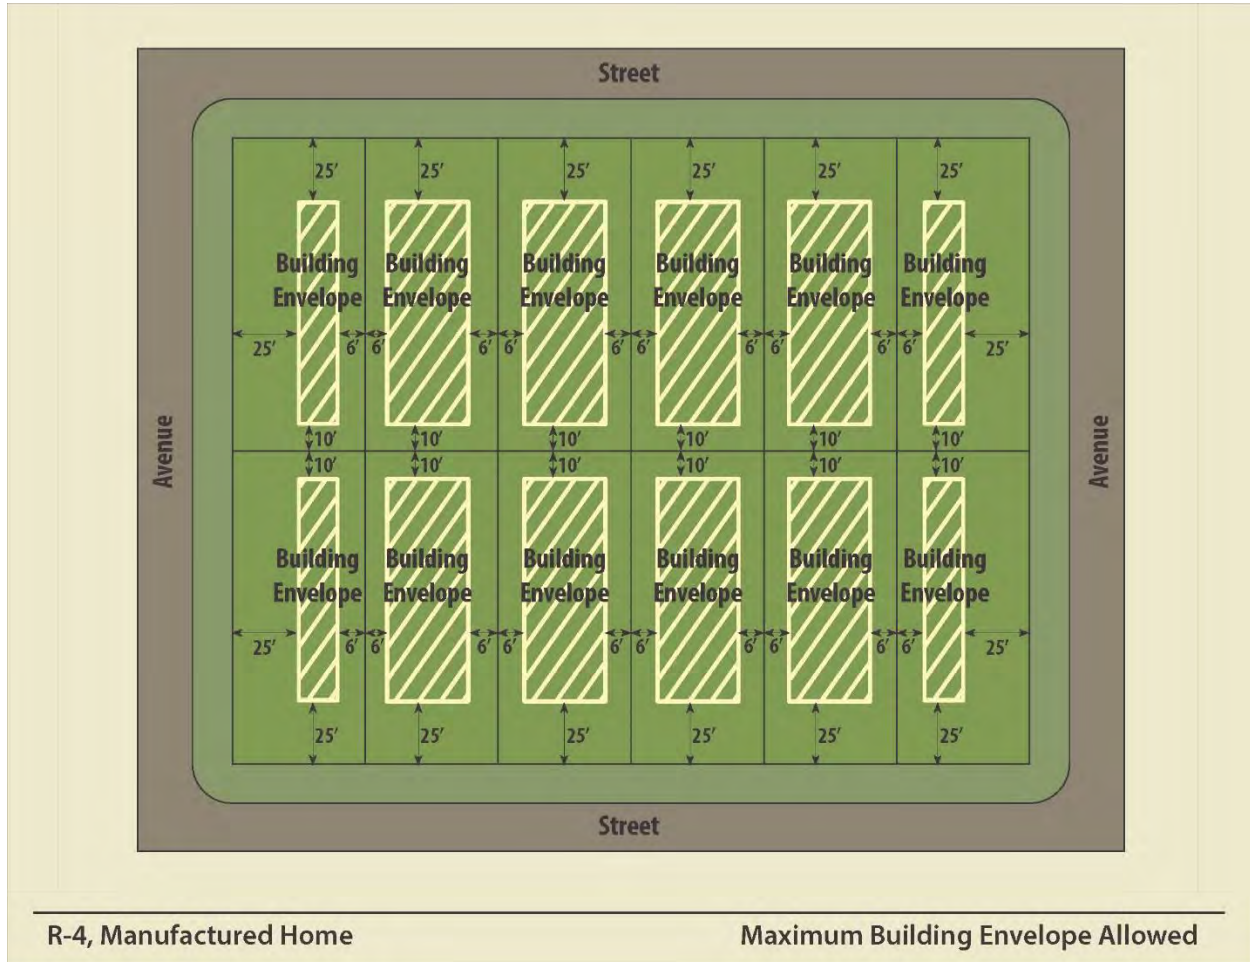 Street
25′ 25′ 25′ 25′ 25′ 25′
Building Building Building Building Building Building
Envelope Envelope Envelope Envelope Envelope Envelope
25′ 6′ 6′ 6′ 6′ 6′ 6′ 6′ 6′ 6′ 6′ 25′
10′ 10′ 10′ 10′ 10′ 10′
Avenue
Avenue
10′ 10′ 10′ 10′ 10′ 10′
Building Building Building Building Building Building
Envelope Envelope Envelope Envelope Envelope Envelope
25′ 6′ 6′ 6′ 6′ 6′ 6′ 6′ 6′ 6′ 6′ 25′
25′ 25′ 25′ 25′ 25′ 25′
Street
R-4, Manufactured Home
Maximum Building Envelope Allowed